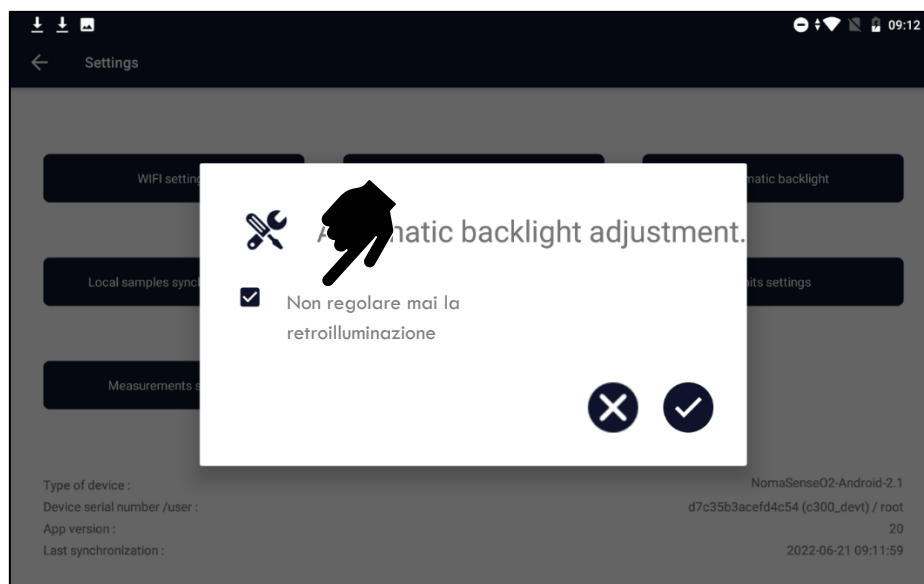 09:12
Settings
WIFI setting
matic backlight
matic backlight adjustment.
Local samples sync
its settings
Non regolare mai la
retroilluminazione
Measurements s
Type of device :
NomaSenseO2-Android-2.1
Device serial number /user :
d7c35b3acefd4c54 (c300_devt) / root
App version :
20
Last synchronization :
2022-06-21 09:11:59